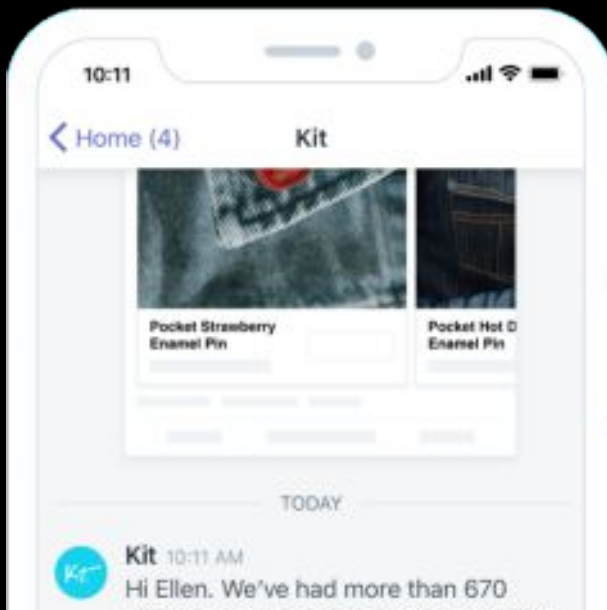 10:11
Home (4)
Kit
Pocket Strawberry
Enamel Pin
Pocket Hot D
Enamel Pin
TODAY
Kit
Kit 10:11 AM
Hi Ellen. We've had more than 670